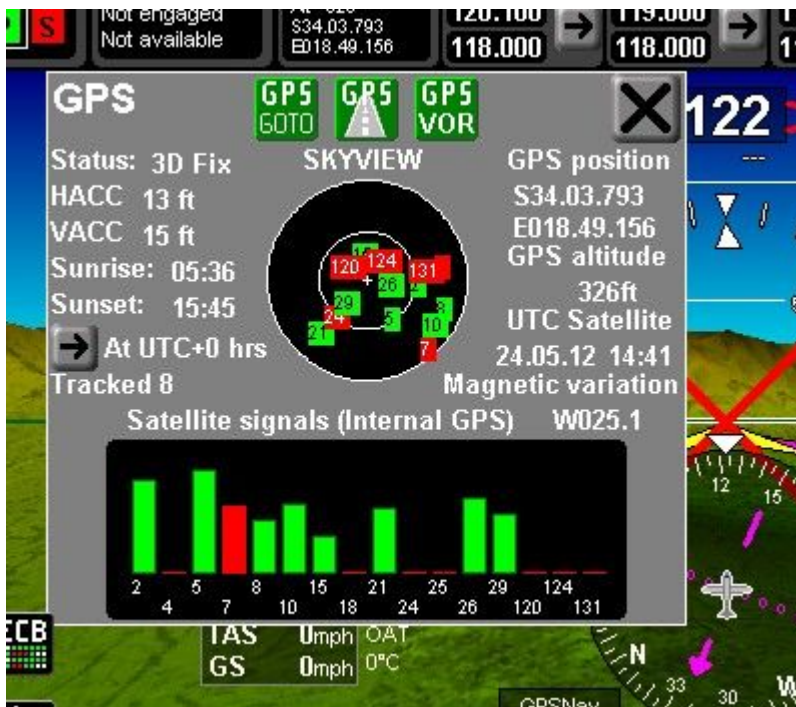 Not engaged
Not available
S34.03.793
E018.49.156
118.000
118.000
S
GPS
GPS GOTO
GPS
GPS VOR
122
---
Status: 3D Fix
HACC 13 ft
VACC 15 ft
Sunrise: 05:36
Sunset: 15:45
At UTC+0 hrs
Tracked 8
SKYVIEW
120 124 131
26
29
24
5
21
10
7
GPS position
S34.03.793
E018.49.156
GPS altitude
326ft
UTC Satellite
24.05.12 14:41
Magnetic variation
W025.1
Satellite signals (Internal GPS)
2 5 8 15 21 25 29 124
4 7 10 18 24 26 120 131
12
15
ECB
TAS 0mph
GS 0mph
OAT
0°C
N
33
30
W